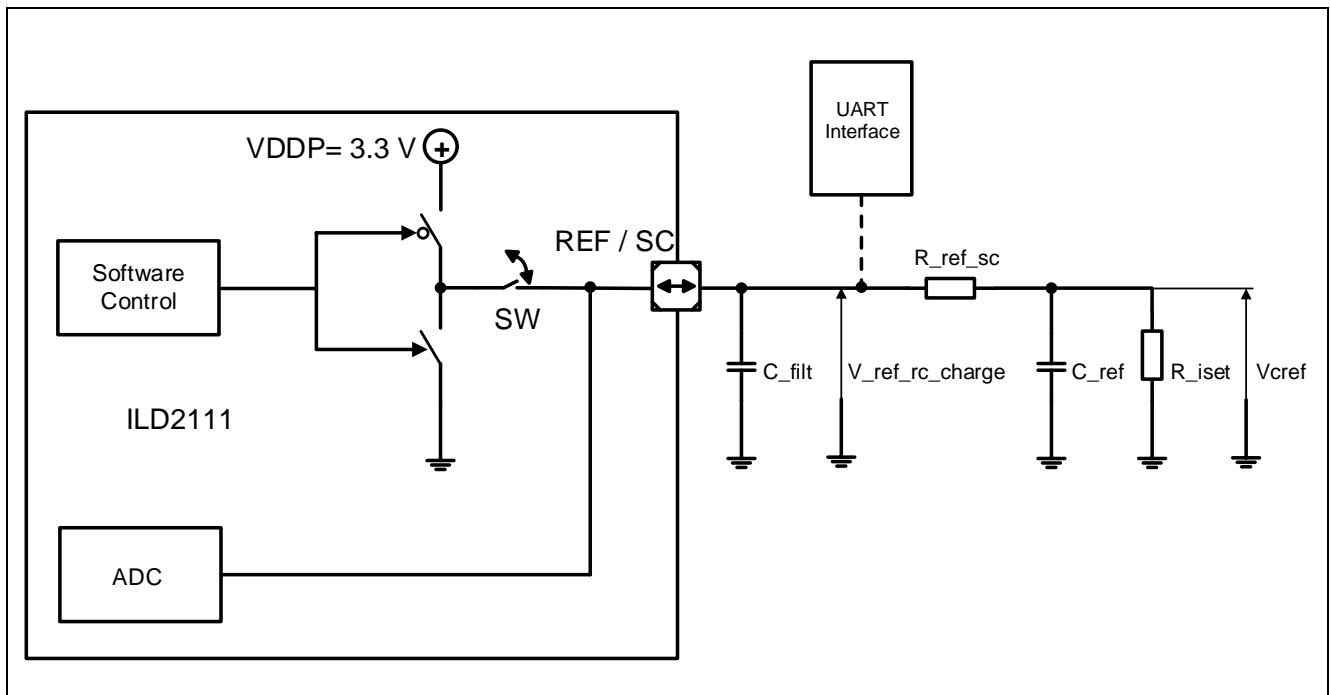 UART
Interface
VDDP= 3.3 V
+
REF / SC
Software
Control
SW
R_ref_sc
C_filt
V_ref_rc_charge
C_ref
R_iset
Vcref
ILD2111
ADC